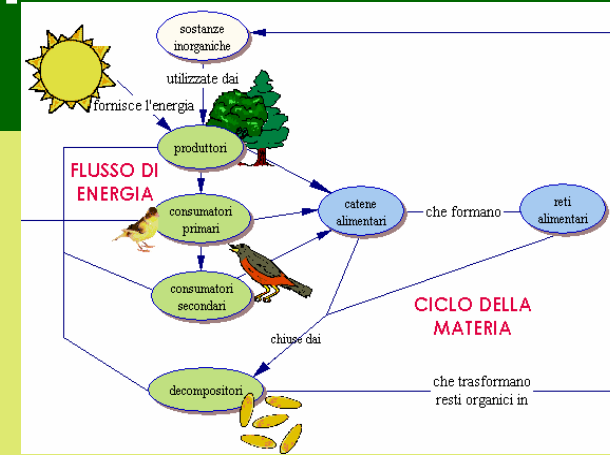 sostanze
inorganiche
utilizzate dai
fornisce l'energia
produttori
FLUSSO DI
ENERGIA
consumatori
primari
catene
alimentari
che formano
reti
alimentari
consumatori
secondari
CICLO DELLA
MATERIA
chiuse dai
decompositori
che trasformano
resti organici in